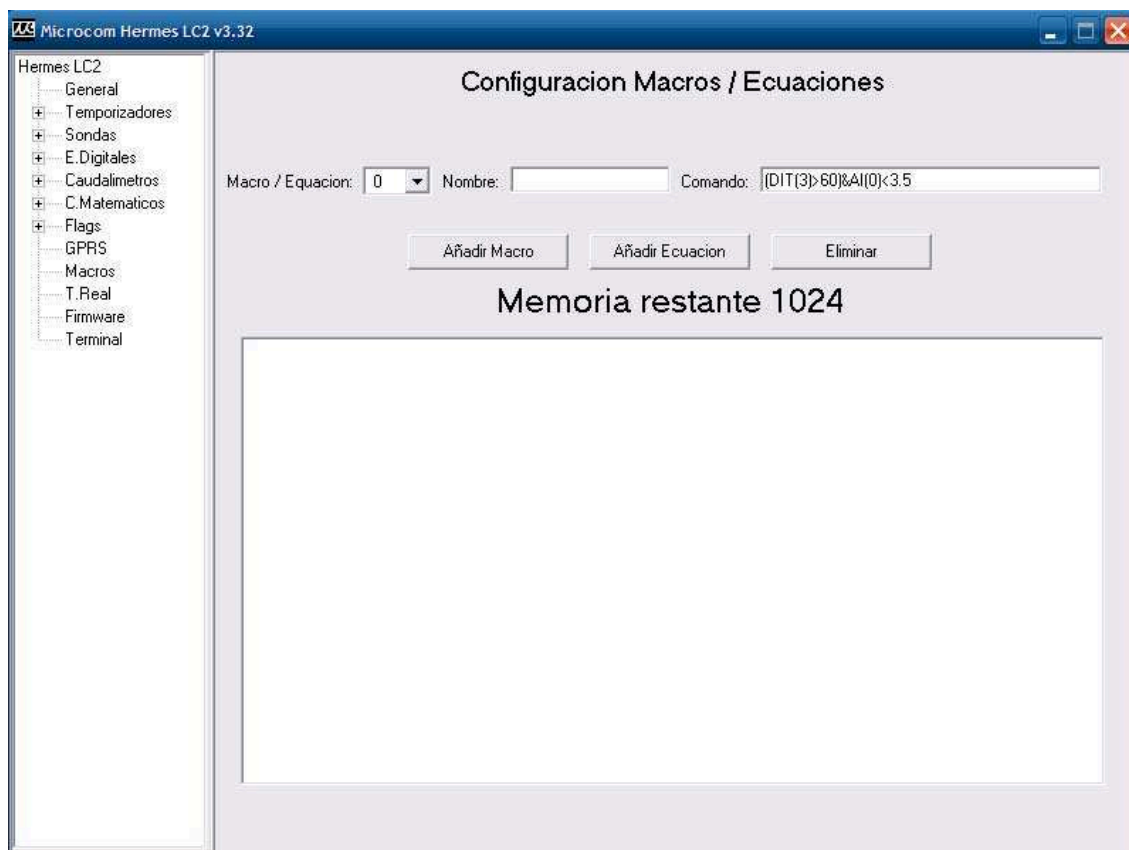 Microcom Hermes LC2 v3.32
Hermes LC2
General
Temporizadores
Sondas
E.Digitales
Caudalimetros
C.Matematicos
Flags
GPRS
Macros
T.Real
Firmware
Terminal
Configuracion Macros / Ecuaciones
Macro / Equacion: 0 Nombre: Comando: (DIT(3)>60)&AI(0)<3.5
Añadir Macro Añadir Ecuacion Eliminar
Memoria restante 1024